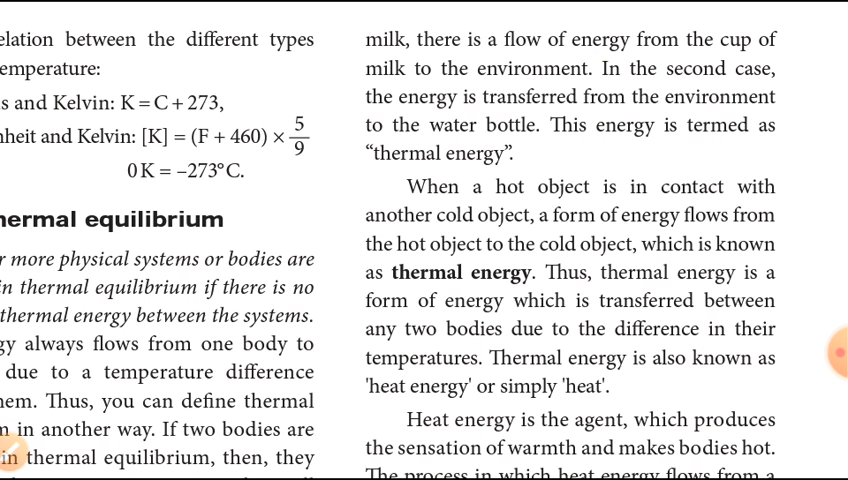 elation between the different types
emperature:
s and Kelvin: K = C + 273,
nheit and Kelvin: [K] = (F + 460) × 5/9
0 K = –273°C.
hermal equilibrium
r more physical systems or bodies are
in thermal equilibrium if there is no
thermal energy between the systems.
gy always flows from one body to
due to a temperature difference
hem. Thus, you can define thermal
m in another way. If two bodies are
in thermal equilibrium, then, they
milk, there is a flow of energy from the cup of
milk to the environment. In the second case,
the energy is transferred from the environment
to the water bottle. This energy is termed as
“thermal energy”.
When a hot object is in contact with
another cold object, a form of energy flows from
the hot object to the cold object, which is known
as thermal energy. Thus, thermal energy is a
form of energy which is transferred between
any two bodies due to the difference in their
temperatures. Thermal energy is also known as
'heat energy' or simply 'heat'.
Heat energy is the agent, which produces
the sensation of warmth and makes bodies hot.
The process in which heat energy flows from a